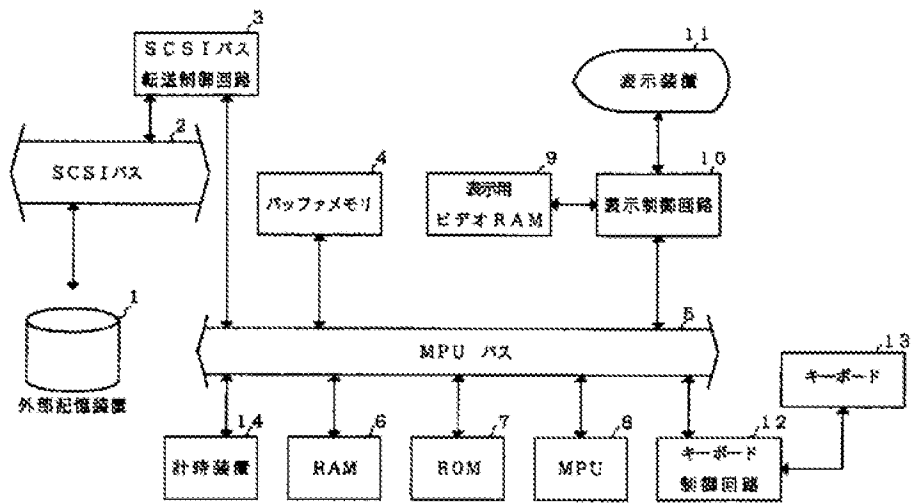 3
SCSIバス
転送制御回路
11
表示装置
2
SCSIバス
4
バッファメモリ
9
表示用
ビデオRAM
10
表示制御回路
1
外部記憶装置
5
MPU バス
13
キーボード
14
計時装置
6
RAM
7
ROM
8
MPU
12
キーボード
制御回路